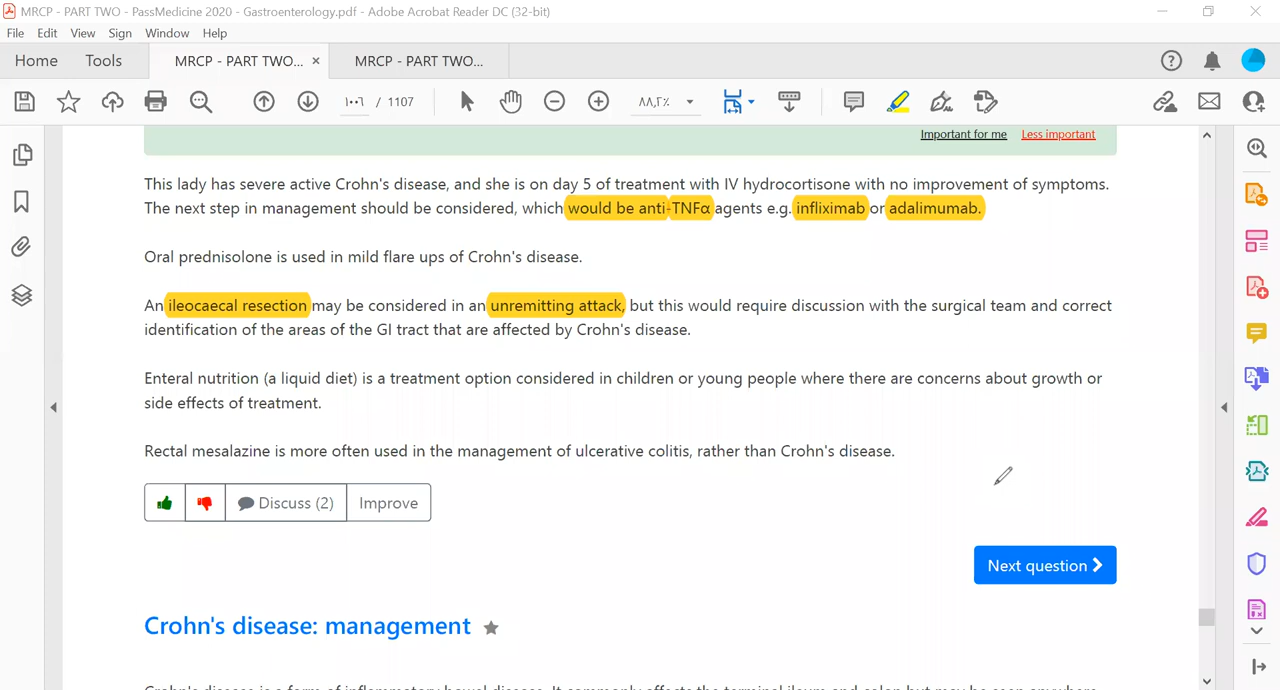 MRCP - PART TWO - PassMedicine 2020 - Gastroenterology.pdf - Adobe Acrobat Reader DC (32-bit)
File Edit View Sign Window Help
Home Tools MRCP - PART TWO... × MRCP - PART TWO...
١٠٠٦ / 1107 ٨٨,٢٪
Important for me Less important
This lady has severe active Crohn's disease, and she is on day 5 of treatment with IV hydrocortisone with no improvement of symptoms.
The next step in management should be considered, which would be anti-TNFα agents e.g. infliximab or adalimumab.
Oral prednisolone is used in mild flare ups of Crohn's disease.
An ileocaecal resection may be considered in an unremitting attack, but this would require discussion with the surgical team and correct
identification of the areas of the GI tract that are affected by Crohn's disease.
Enteral nutrition (a liquid diet) is a treatment option considered in children or young people where there are concerns about growth or
side effects of treatment.
Rectal mesalazine is more often used in the management of ulcerative colitis, rather than Crohn's disease.
Discuss (2) Improve
Next question
Crohn's disease: management